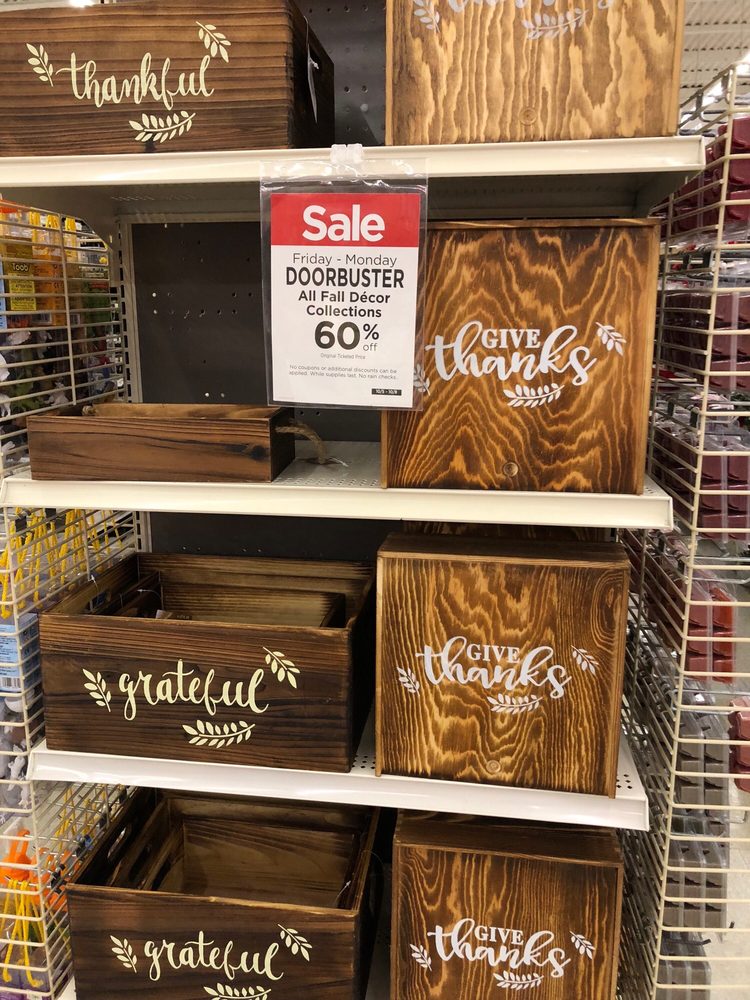 thankful
Sale
Friday - Monday
DOORBUSTER
All Fall Décor
Collections
60% off
Original Ticketed Price
No coupons or additional discounts can be
applied. While supplies last. No rain checks.
GIVE
thanks
grateful
GIVE
thanks
grateful
GIVE
thanks
Toob